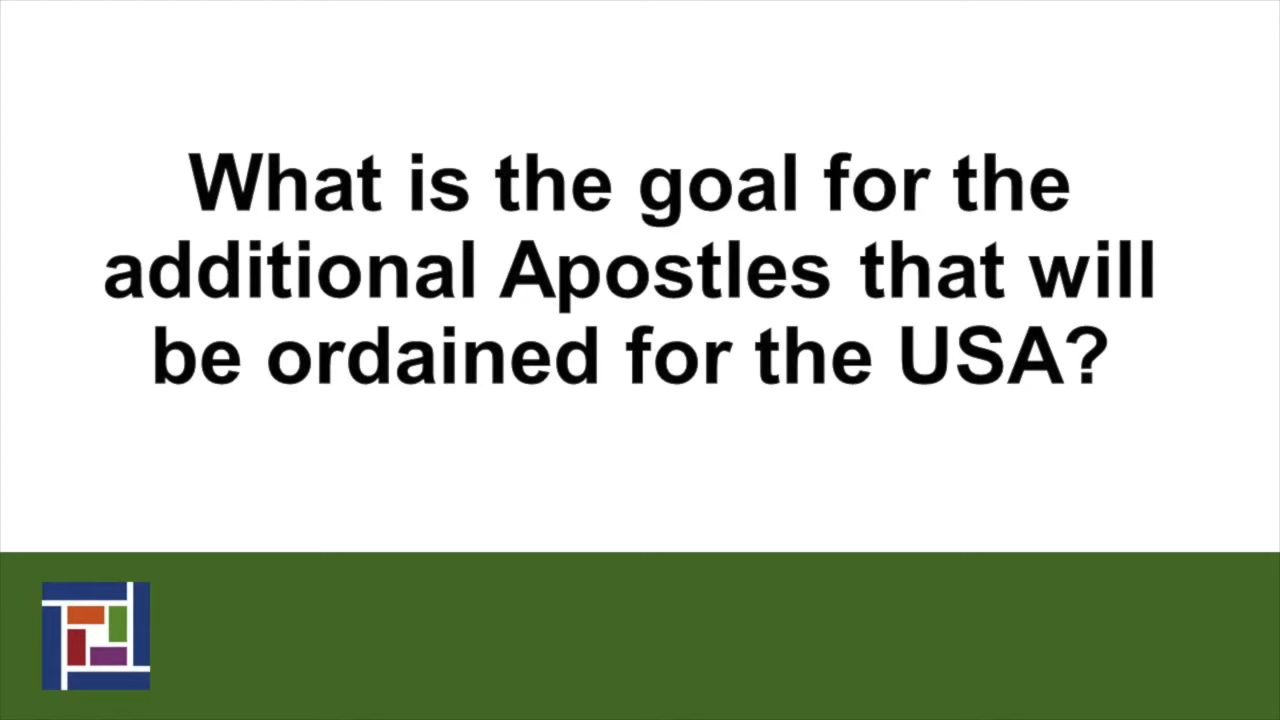 What is the goal for the
additional Apostles that will
be ordained for the USA?